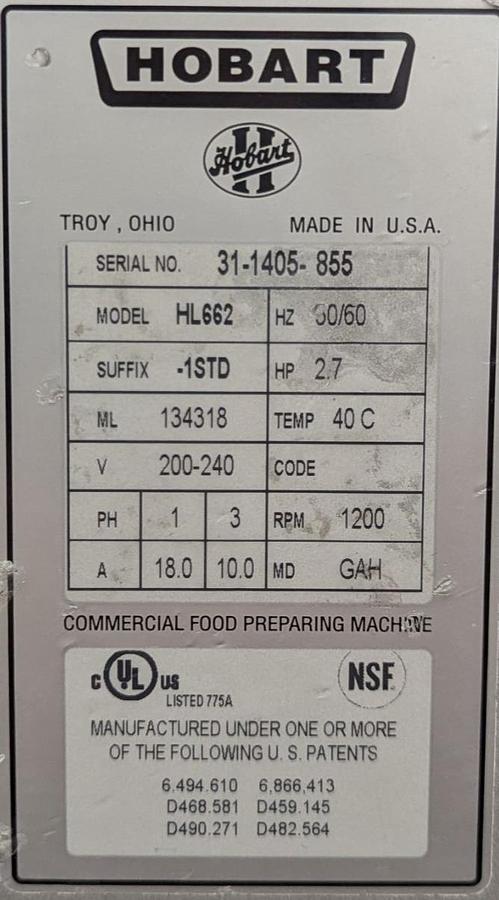 HOBART
Hobart
TROY , OHIO MADE IN U.S.A.
SERIAL NO. 31-1405- 855
MODEL HL662 HZ 50/60
SUFFIX -1STD HP 2.7
ML 134318 TEMP 40 C
V 200-240 CODE
PH 1 3 RPM 1200
A 18.0 10.0 MD GAH
COMMERCIAL FOOD PREPARING MACHINE
C UL US NSF
LISTED 775A
MANUFACTURED UNDER ONE OR MORE
OF THE FOLLOWING U. S. PATENTS
6.494.610 6,866,413
D468.581 D459.145
D490.271 D482.564